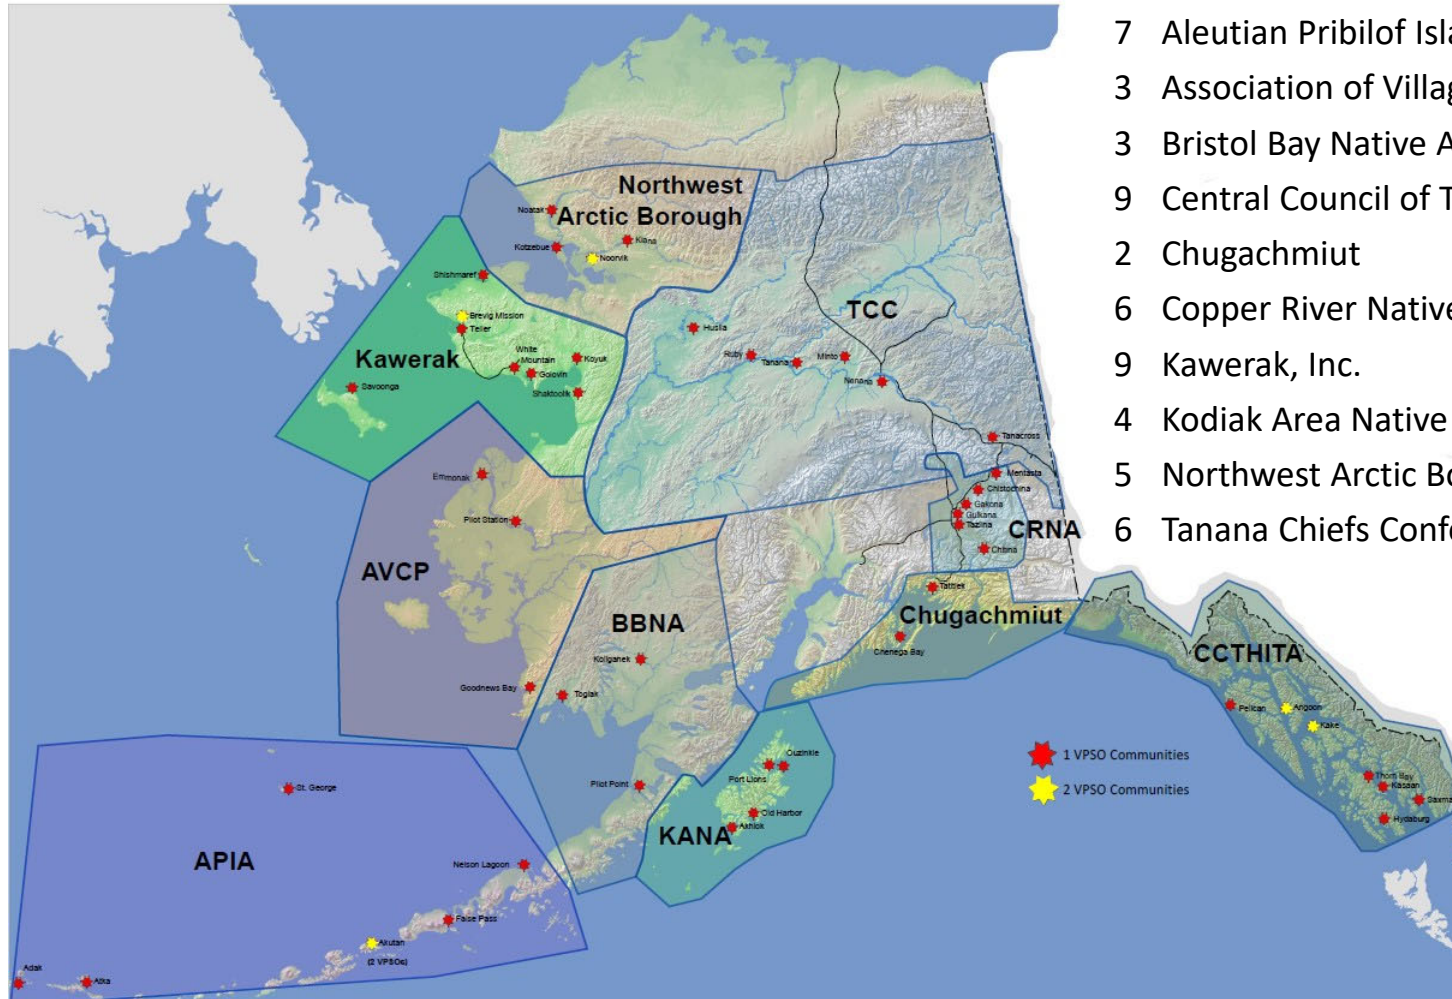 7 Aleutian Pribilof Isla
3 Association of Villag
3 Bristol Bay Native A
9 Central Council of T
2 Chugachmiut
6 Copper River Native
9 Kawerak, Inc.
4 Kodiak Area Native
5 Northwest Arctic Bo
6 Tanana Chiefs Confe
Northwest
Arctic Borough
Noatak
Kotzebue
Kiana
Noorvik
Shishmaref
Brevig Mission
Teller
Kawerak
White
Mountain
Golovin
Koyuk
Shaktoolik
Savoonga
TCC
Huslia
Ruby
Tanana
Minto
Nenana
Tanacross
Mentasta
Chistochina
Gakona
Gulkana
Tazlina
CRNA
Chitina
Emmonak
Pilot Station
AVCP
Goodnews Bay
BBNA
Koliganek
Togiak
Pilot Point
Tatitlek
Chugachmiut
Chenega Bay
CCTHITA
Pelican
Angoon
Kake
Thorn Bay
Kasaan
Saxma
Hydaburg
Ouzinkie
Port Lions
Old Harbor
Akhiok
KANA
1 VPSO Communities
2 VPSO Communities
St. George
APIA
Nelson Lagoon
False Pass
Akutan
(2 VPSOs)
Adak
Atka